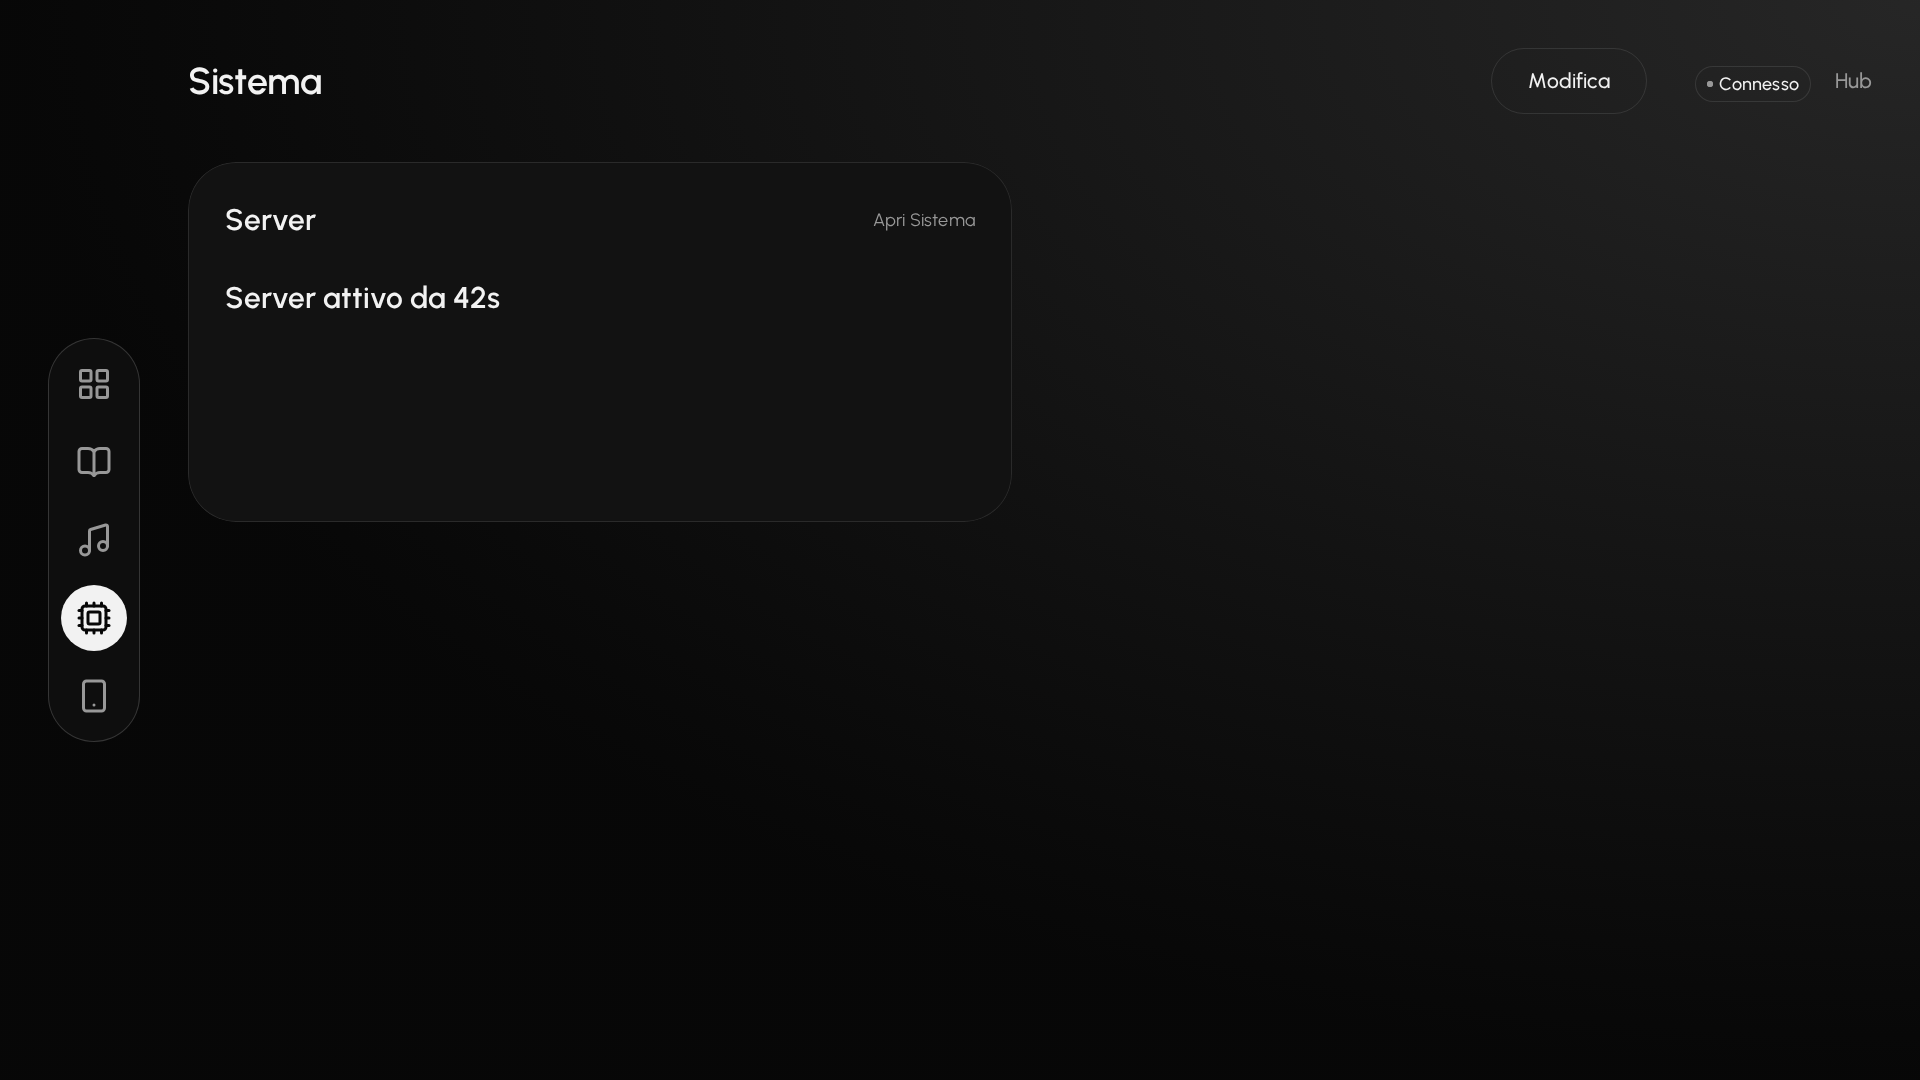 Sistema
Modifica
Connesso
Hub
Server
Apri Sistema
Server attivo da 42s